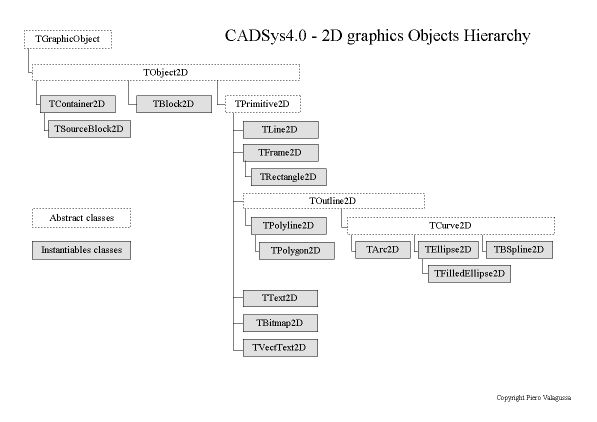 CADSys4.0 - 2D graphics Objects Hierarchy
TGraphicObject
TObject2D
TContainer2D
TBlock2D
TPrimitive2D
TSourceBlock2D
TLine2D
TFrame2D
TRectangle2D
TOutline2D
Abstract classes
TPolyline2D
TCurve2D
Instantiables classes
TPolygon2D
TArc2D
TEllipse2D
TBSpline2D
TFilledEllipse2D
TText2D
TBitmap2D
TVectText2D
Copyright Piero Valagussa